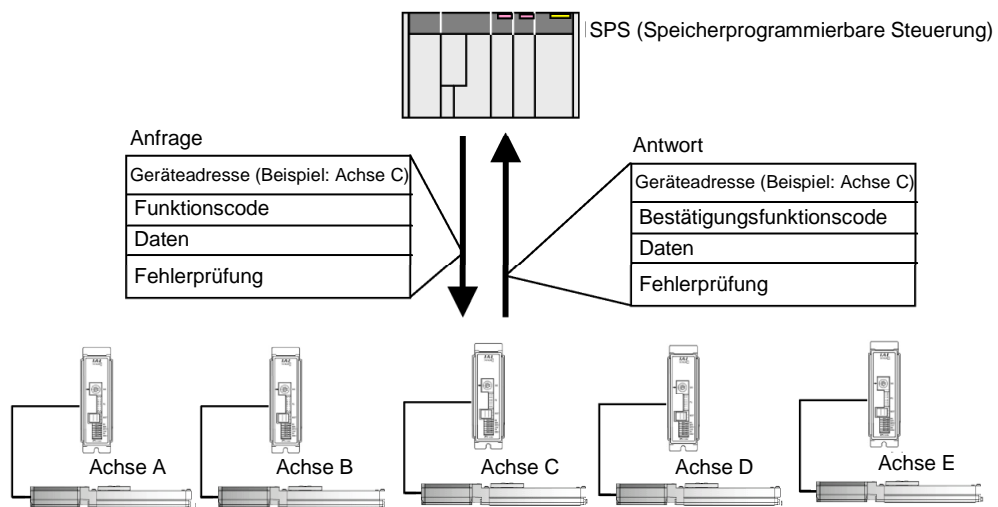 SPS (Speicherprogrammierbare Steuerung)
Anfrage
Geräteadresse (Beispiel: Achse C)
Funktionscode
Daten
Fehlerprüfung
Antwort
Geräteadresse (Beispiel: Achse C)
Bestätigungsfunktionscode
Daten
Fehlerprüfung
Achse A
Achse B
Achse C
Achse D
Achse E